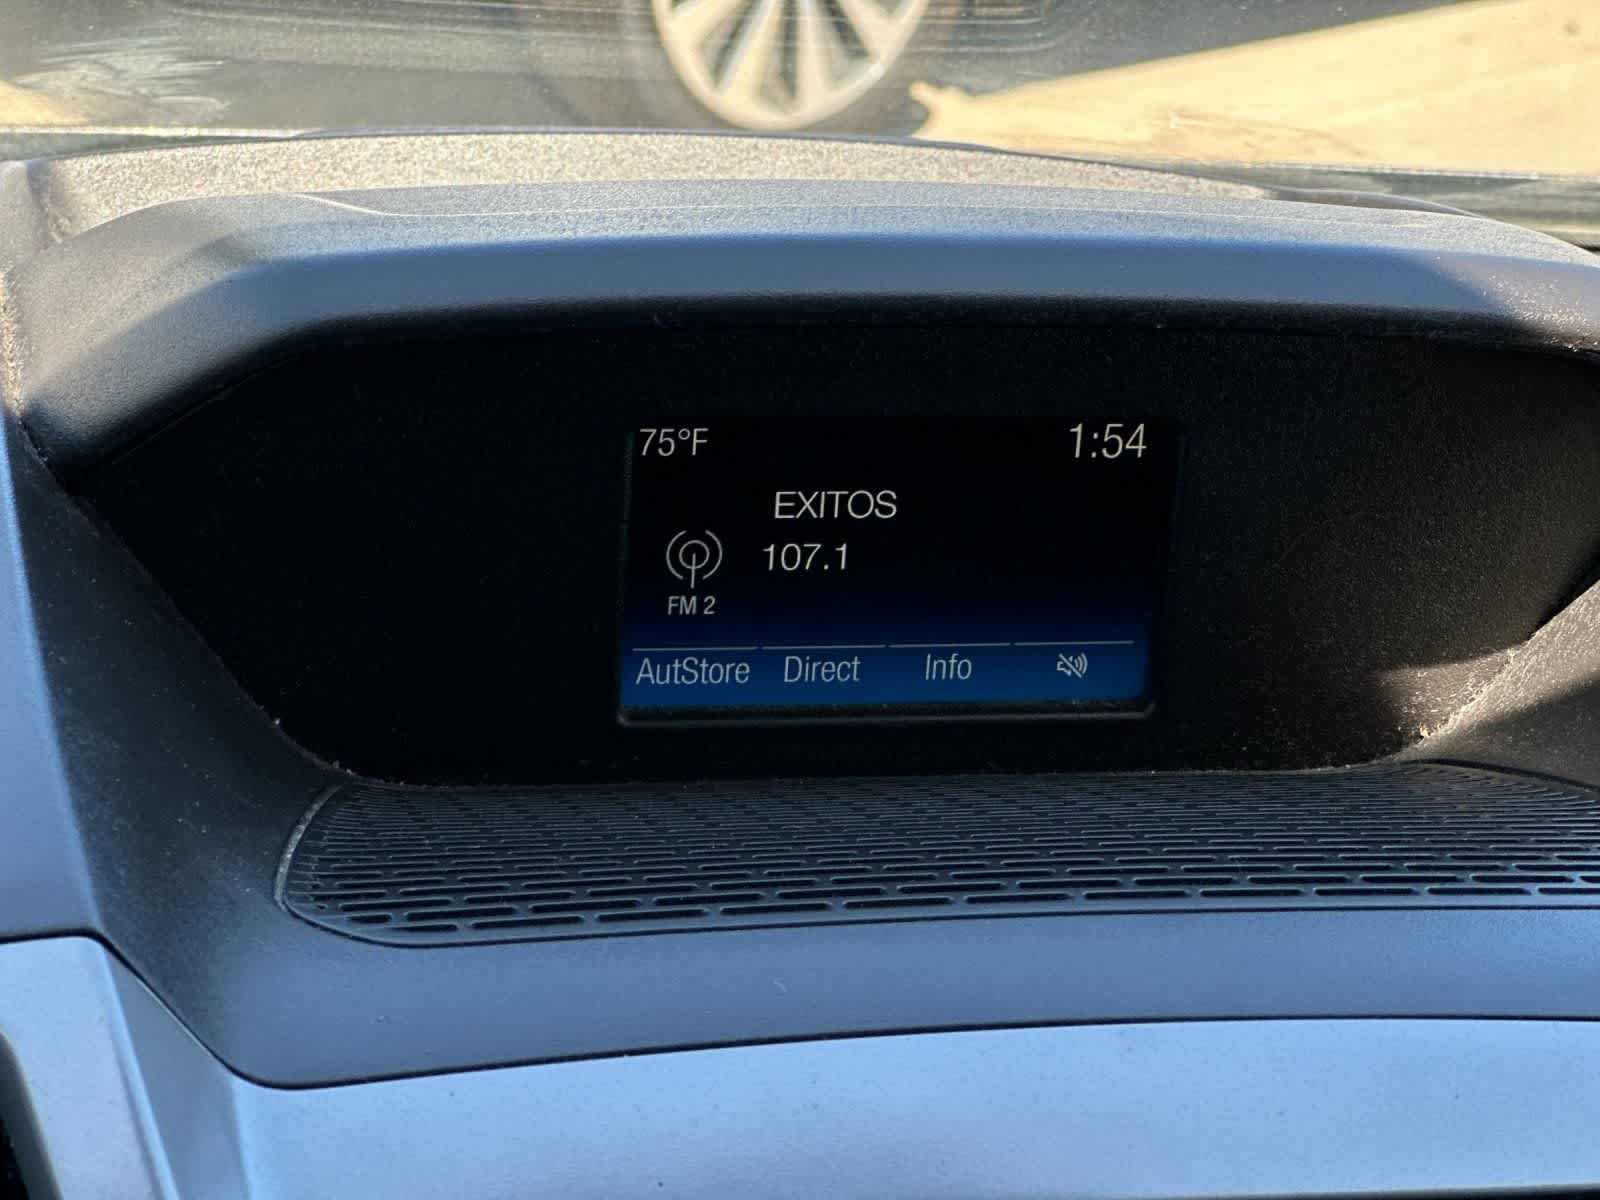 75°F 1:54
EXITOS
107.1
FM 2
AutStore Direct Info